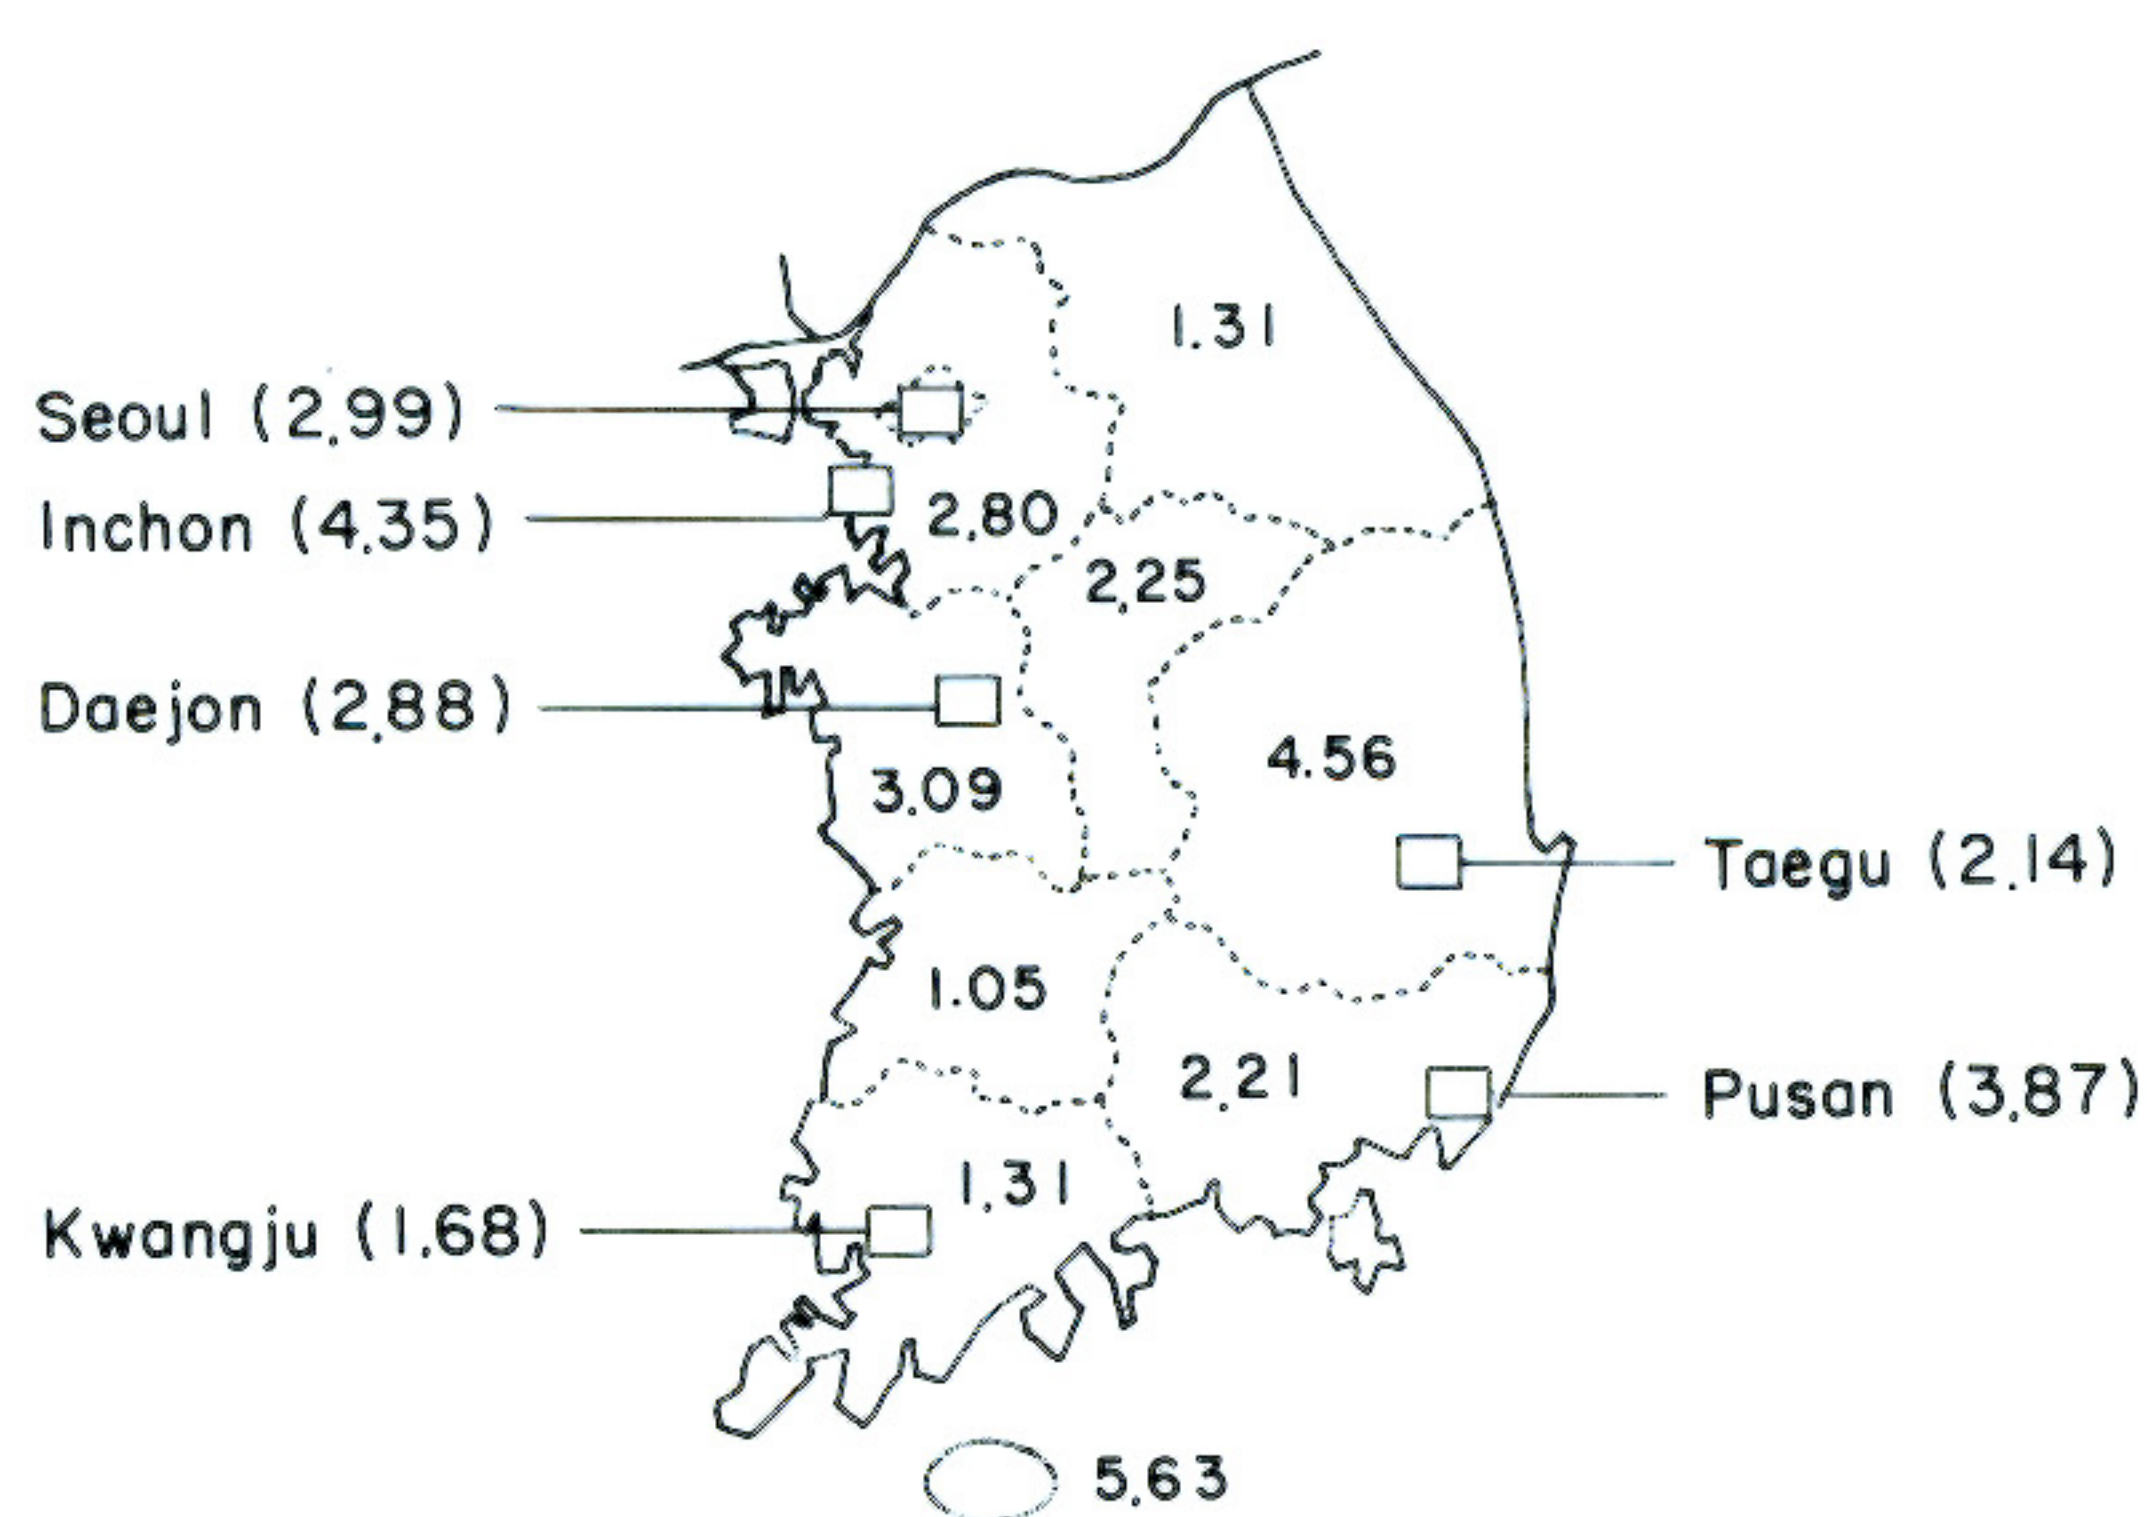 1.31
Seoul (2.99)
Inchon (4.35)
2.80
2.25
Daejon (2.88)
4.56
3.09
Taegu (2.14)
1.05
2.21
Pusan (3.87)
1.31
Kwangju (1.68)
5.63